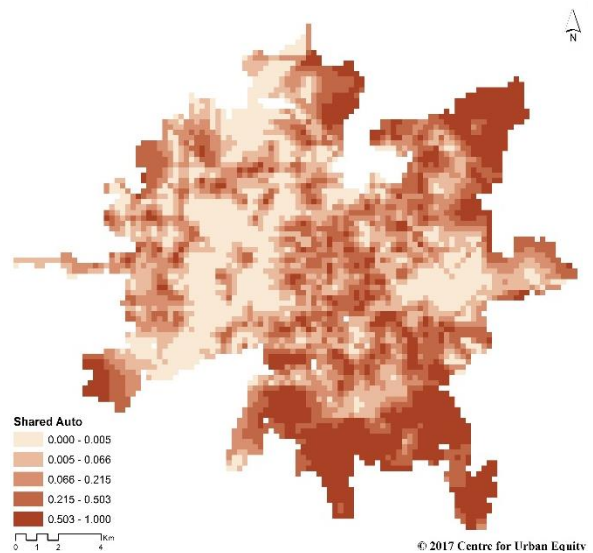 N
Shared Auto
0.000 - 0.005
0.005 - 0.066
0.066 - 0.215
0.215 - 0.503
0.503 - 1.000
Km
0 1 2 4
© 2017 Centre for Urban Equity